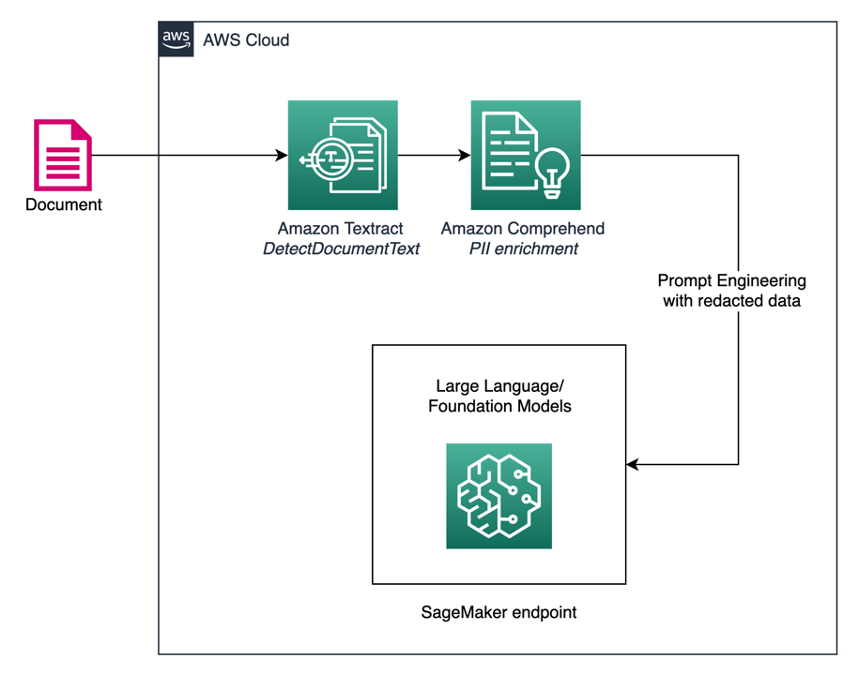 aws
AWS Cloud
Document
Amazon Textract
DetectDocumentText
Amazon Comprehend
PII enrichment
Prompt Engineering
with redacted data
Large Language/
Foundation Models
SageMaker endpoint